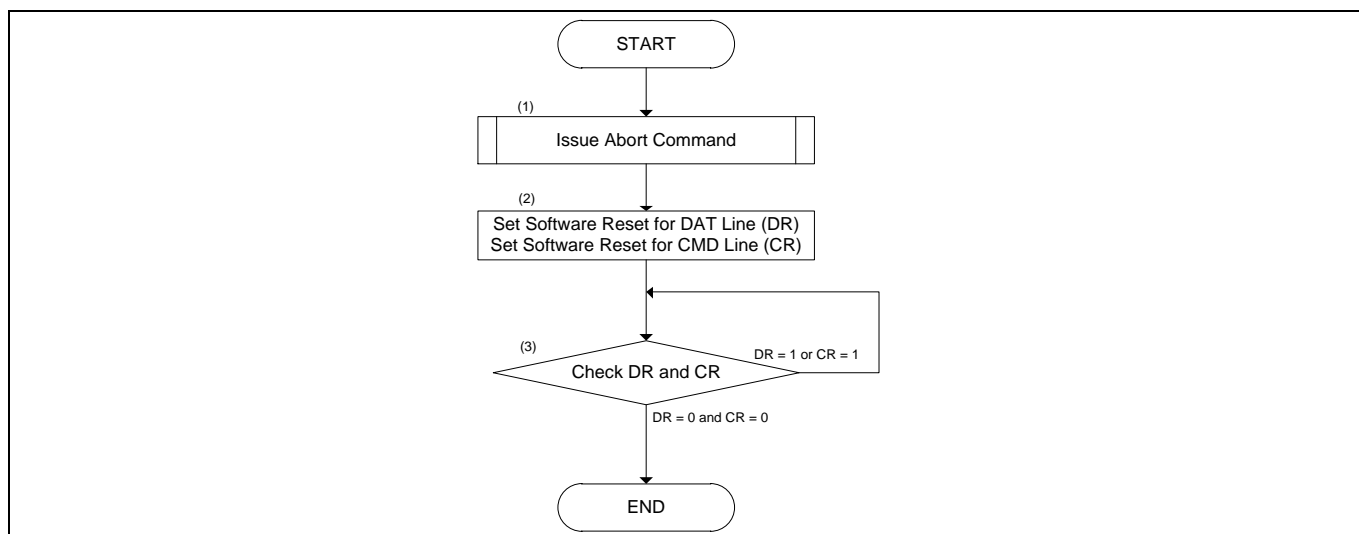 START
(1)
Issue Abort Command
(2)
Set Software Reset for DAT Line (DR)
Set Software Reset for CMD Line (CR)
(3)
DR = 1 or CR = 1
Check DR and CR
DR = 0 and CR = 0
END